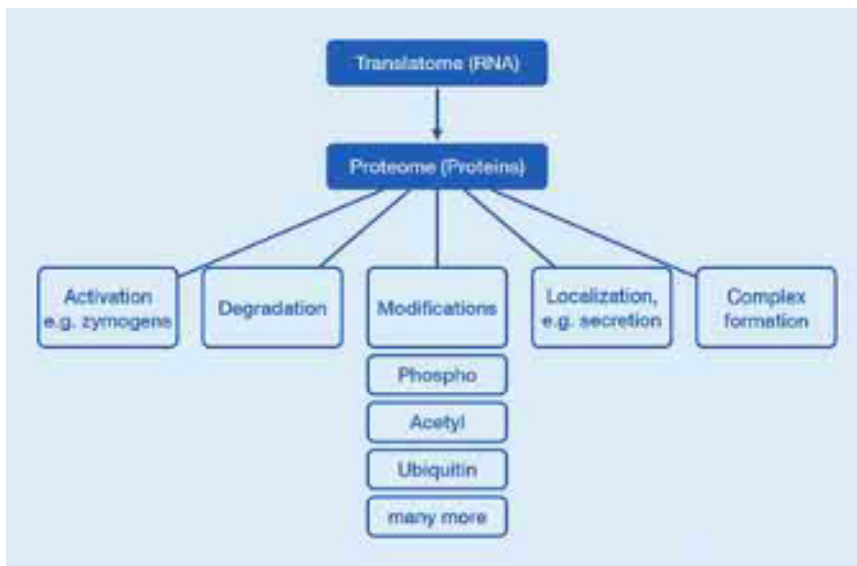 Translatome (RNA)
Proteome (Proteins)
Activation
e.g. zymogens
Degradation
Modifications
Localization,
e.g. secretion
Complex
formation
Phospho
Acetyl
Ubiquitin
many more